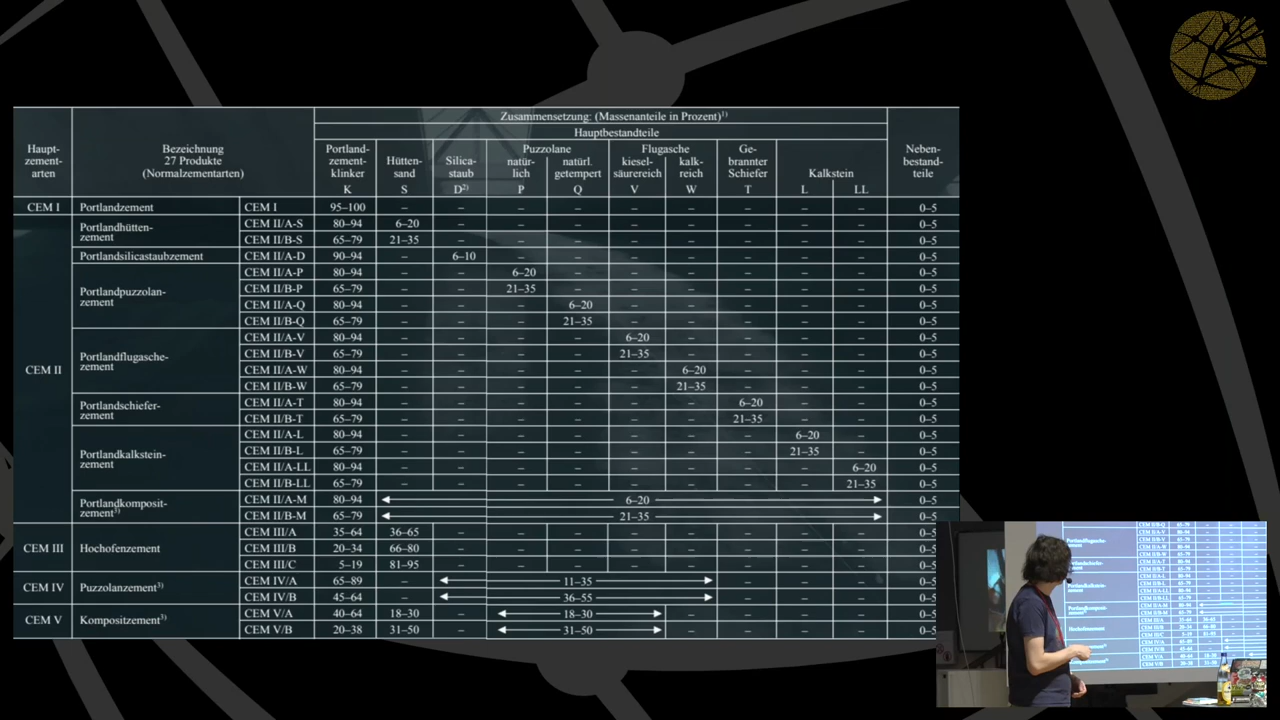 Zusammensetzung: (Massenanteile in Prozent)1)
Hauptbestandteile
Haupt-
zement-
arten
Bezeichnung
27 Produkte
(Normalzementarten)
Portland-
zement-
klinker
K
Hütten-
sand
S
Silica-
staub
D2)
Puzzolane
natür-
lich
P
natürl.
getempert
Q
Flugasche
kiesel-
säurereich
V
kalk-
reich
W
Ge-
brannter
Schiefer
T
Kalkstein
L LL
Neben-
bestand-
teile
CEM I Portlandzement CEM I 95–100 – – – – – – – – – 0–5
Portlandhütten-
zement
CEM II/A-S 80–94 6–20 – – – – – – – – 0–5
CEM II/B-S 65–79 21–35 – – – – – – – – 0–5
Portlandsilicastaubzement CEM II/A-D 90–94 – 6–10 – – – – – – – 0–5
Portlandpuzzolan-
zement
CEM II/A-P 80–94 – – 6–20 – – – – – – 0–5
CEM II/B-P 65–79 – – 21–35 – – – – – – 0–5
CEM II/A-Q 80–94 – – – 6–20 – – – – – 0–5
CEM II/B-Q 65–79 – – – 21–35 – – – – – 0–5
CEM II
Portlandflugasche-
zement
CEM II/A-V 80–94 – – – – 6–20 – – – – 0–5
CEM II/B-V 65–79 – – – – 21–35 – – – – 0–5
CEM II/A-W 80–94 – – – – – 6–20 – – – 0–5
CEM II/B-W 65–79 – – – – – 21–35 – – – 0–5
Portlandschiefer-
zement
CEM II/A-T 80–94 – – – – – – 6–20 – – 0–5
CEM II/B-T 65–79 – – – – – – 21–35 – – 0–5
Portlandkalkstein-
zement
CEM II/A-L 80–94 – – – – – – – 6–20 – 0–5
CEM II/B-L 65–79 – – – – – – – 21–35 – 0–5
CEM II/A-LL 80–94 – – – – – – – – 6–20 0–5
CEM II/B-LL 65–79 – – – – – – – – 21–35 0–5
Portlandkomposit-
zement3)
CEM II/A-M 80–94 6–20 0–5
CEM II/B-M 65–79 21–35 0–5
CEM III Hochofenzement
CEM III/A 35–64 36–65 – – – – – – – – 0–5
CEM III/B 20–34 66–80 – – – – – – – – 0–5
CEM III/C 5–19 81–95 – – – – – – – – 0–5
CEM IV Puzzolanzement3)
CEM IV/A 65–89 – 11–35 – – – 0–5
CEM IV/B 45–64 – 36–55 – – – 0–5
CEM V Kompositzement3)
CEM V/A 40–64 18–30 – 18–30 – – – – 0–5
CEM V/B 20–38 31–50 – 31–50 – – – – 0–5